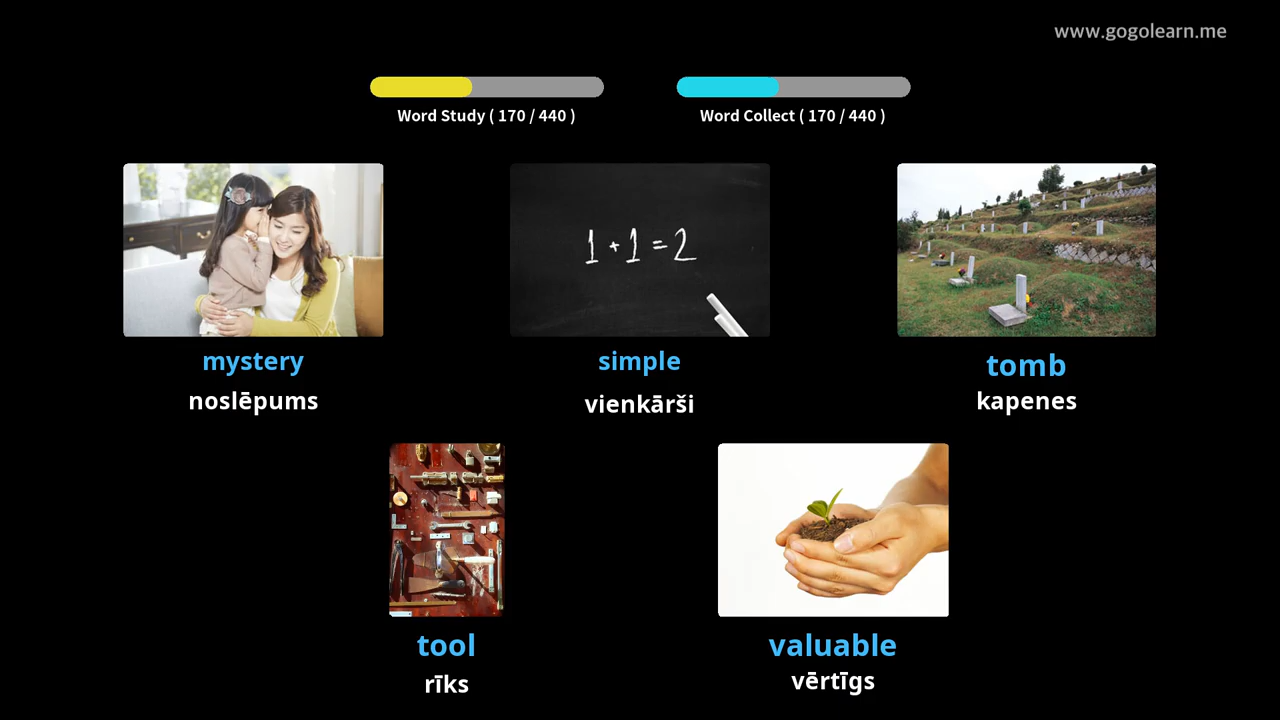 www.gogolearn.me
Word Study ( 170 / 440 )
Word Collect ( 170 / 440 )
1 + 1 = 2
mystery
noslēpums
simple
vienkārši
tomb
kapenes
tool
rīks
valuable
vērtīgs